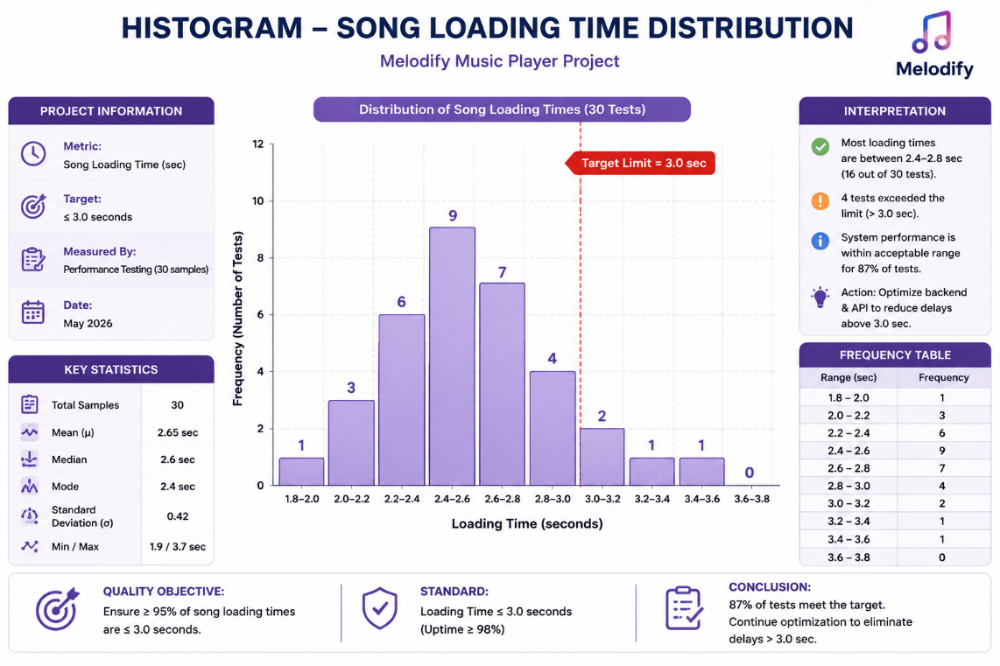 HISTOGRAM – SONG LOADING TIME DISTRIBUTION
Melodify Music Player Project
Melodify
PROJECT INFORMATION
Metric:
Song Loading Time (sec)
Target:
≤ 3.0 seconds
Measured By:
Performance Testing (30 samples)
Date:
May 2026
KEY STATISTICS
Total Samples 30
Mean (μ) 2.65 sec
Median 2.6 sec
Mode 2.4 sec
Standard
Deviation (σ) 0.42
Min / Max 1.9 / 3.7 sec
Distribution of Song Loading Times (30 Tests)
Target Limit = 3.0 sec
Frequency (Number of Tests)
12
10
8
6
4
2
0
1 3 6 9 7 4 2 1 1 0
1.8–2.0 2.0–2.2 2.2–2.4 2.4–2.6 2.6–2.8 2.8–3.0 3.0–3.2 3.2–3.4 3.4–3.6 3.6–3.8
Loading Time (seconds)
INTERPRETATION
Most loading times
are between 2.4–2.8 sec
(16 out of 30 tests).
4 tests exceeded the
limit (> 3.0 sec).
System performance is
within acceptable range
for 87% of tests.
Action: Optimize backend
& API to reduce delays
above 3.0 sec.
FREQUENCY TABLE
Range (sec) Frequency
1.8 – 2.0 1
2.0 – 2.2 3
2.2 – 2.4 6
2.4 – 2.6 9
2.6 – 2.8 7
2.8 – 3.0 4
3.0 – 3.2 2
3.2 – 3.4 1
3.4 – 3.6 1
3.6 – 3.8 0
QUALITY OBJECTIVE:
Ensure ≥ 95% of song loading times
are ≤ 3.0 seconds.
STANDARD:
Loading Time ≤ 3.0 seconds
(Uptime ≥ 98%)
CONCLUSION:
87% of tests meet the target.
Continue optimization to eliminate
delays > 3.0 sec.